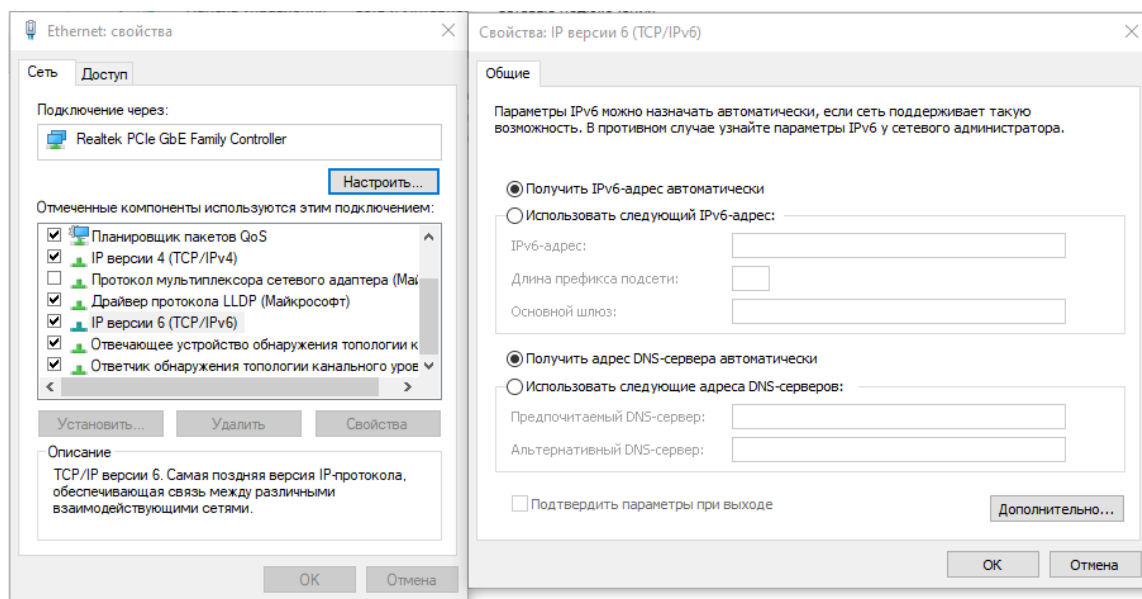 Ethernet: свойства
Сеть
Доступ
Подключение через:
Realtek PCIe GbE Family Controller
Настроить...
Отмеченные компоненты используются этим подключением:
Планировщик пакетов QoS
IP версии 4 (TCP/IPv4)
Протокол мультиплексора сетевого адаптера (Май
Драйвер протокола LLDP (Майкрософт)
IP версии 6 (TCP/IPv6)
Отвечающее устройство обнаружения топологии к
Ответчик обнаружения топологии канального уров
Установить...
Удалить
Свойства
Описание
TCP/IP версии 6. Самая поздняя версия IP-протокола,
обеспечивающая связь между различными
взаимодействующими сетями.
OK
Отмена
Свойства: IP версии 6 (TCP/IPv6)
Общие
Параметры IPv6 можно назначать автоматически, если сеть поддерживает такую
возможность. В противном случае узнайте параметры IPv6 у сетевого администратора.
Получить IPv6-адрес автоматически
Использовать следующий IPv6-адрес:
IPv6-адрес:
Длина префикса подсети:
Основной шлюз:
Получить адрес DNS-сервера автоматически
Использовать следующие адреса DNS-серверов:
Предпочитаемый DNS-сервер:
Альтернативный DNS-сервер:
Подтвердить параметры при выходе
Дополнительно...
OK
Отмена